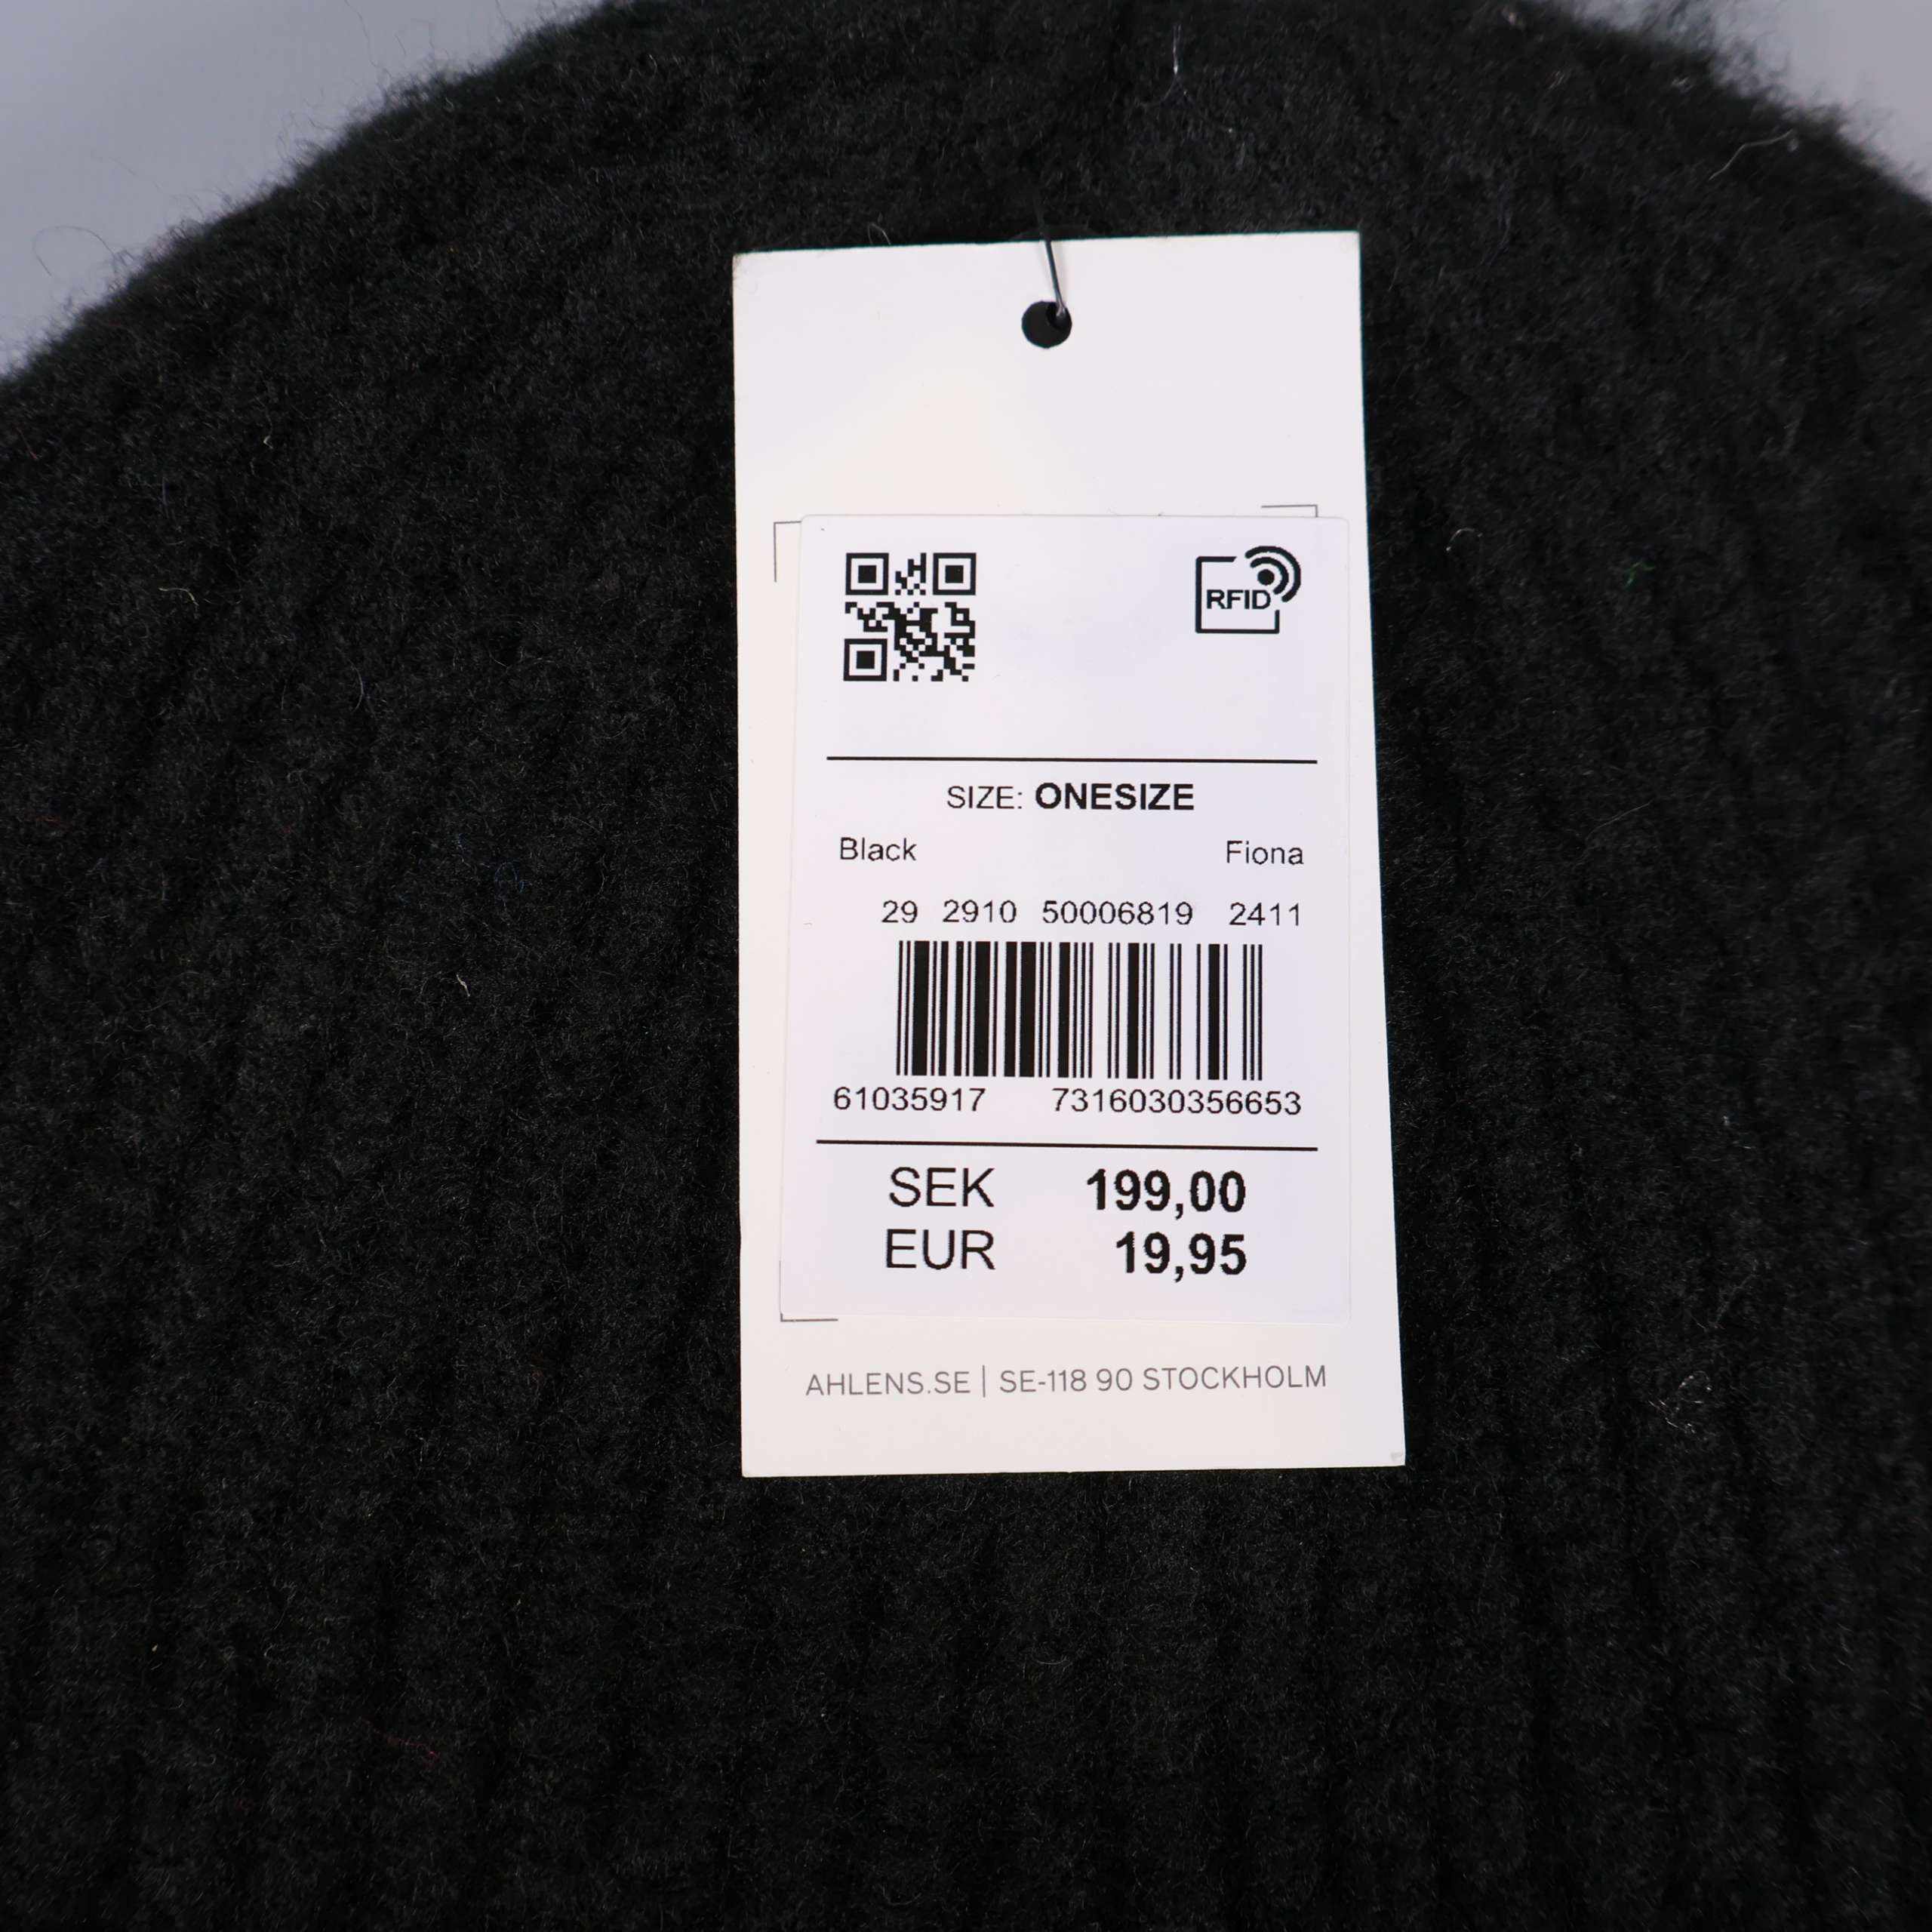 RFID
SIZE: ONESIZE
Black Fiona
29 2910 50006819 2411
61035917 7316030356653
SEK 199,00
EUR 19,95
AHLENS.SE | SE-118 90 STOCKHOLM